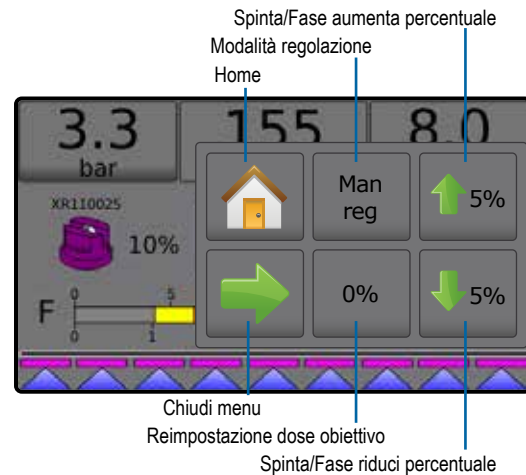 Spinta/Fase aumenta percentuale
Modalità regolazione
Home
3.3 155 8.0
bar
XR110025
10%
Man
reg
5%
F 0 5
0 1
0%
5%
Chiudi menu
Reimpostazione dose obiettivo
Spinta/Fase riduci percentuale